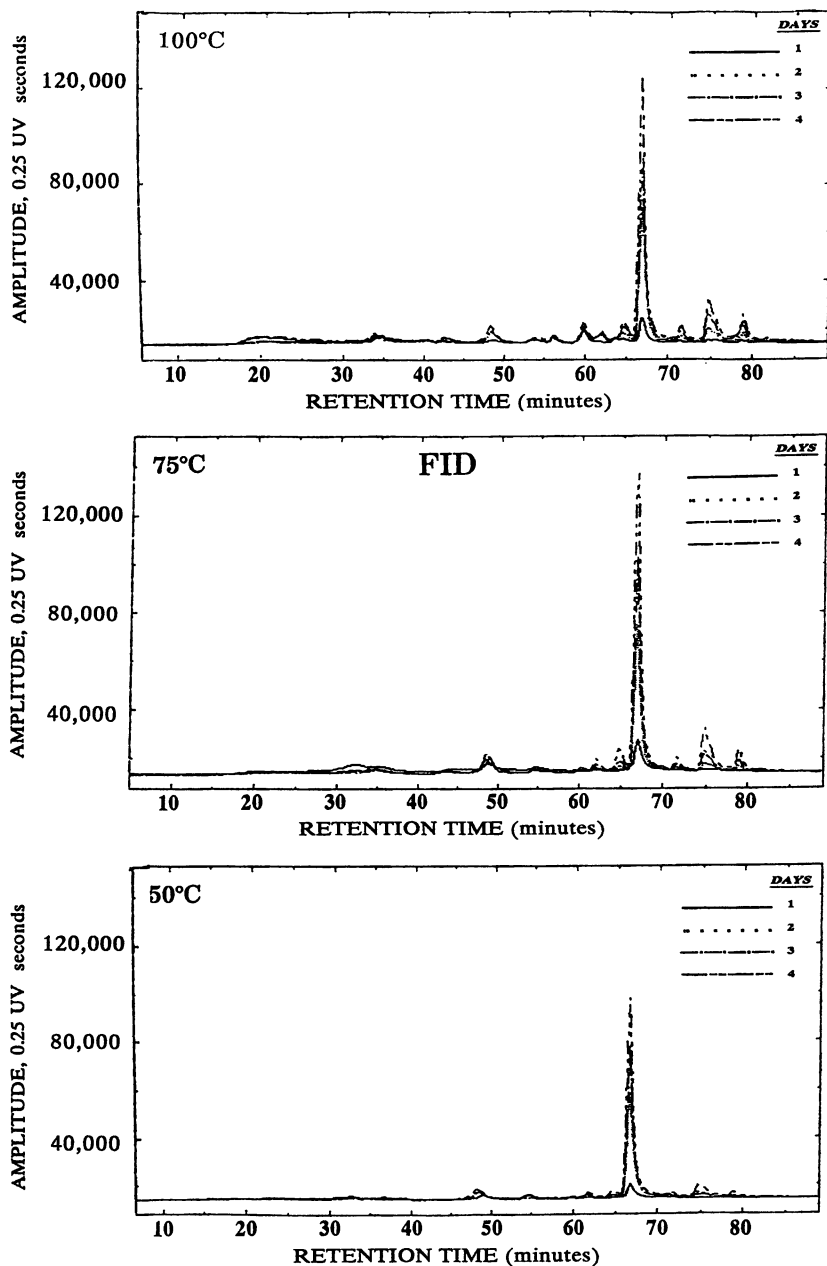 100°C
DAYS
1
2
3
4
120,000
80,000
40,000
AMPLITUDE, 0.25 UV seconds
10 20 30 40 50 60 70 80
RETENTION TIME (minutes)
75°C
FID
DAYS
1
2
3
4
120,000
80,000
40,000
AMPLITUDE, 0.25 UV seconds
10 20 30 40 50 60 70 80
RETENTION TIME (minutes)
50°C
DAYS
1
2
3
4
120,000
80,000
40,000
AMPLITUDE, 0.25 UV seconds
10 20 30 40 50 60 70 80
RETENTION TIME (minutes)